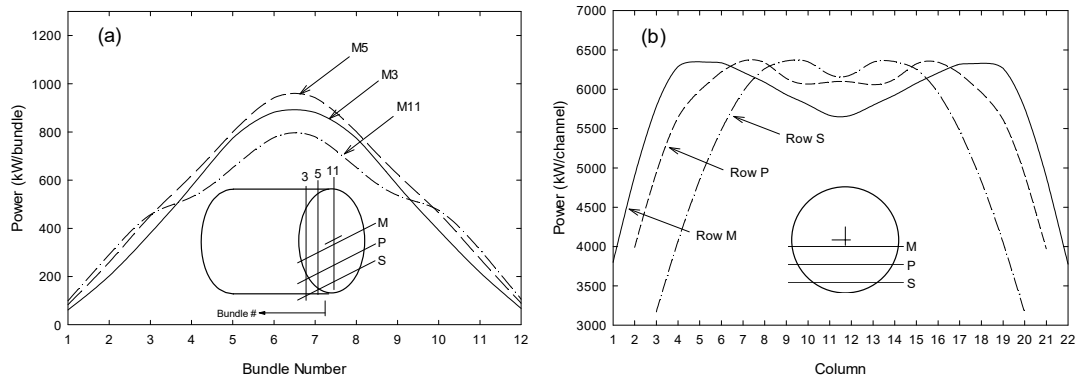 (a)
Power (kW/bundle)
1200
1000
800
600
400
200
0
M5
M3
M11
3 5 11
M
P
S
Bundle #
1 2 3 4 5 6 7 8 9 10 11 12
Bundle Number
(b)
Power (kW/channel)
7000
6500
6000
5500
5000
4500
4000
3500
3000
Row S
Row P
Row M
M
P
S
1 2 3 4 5 6 7 8 9 10 11 12 13 14 15 16 17 18 19 20 21 22
Column